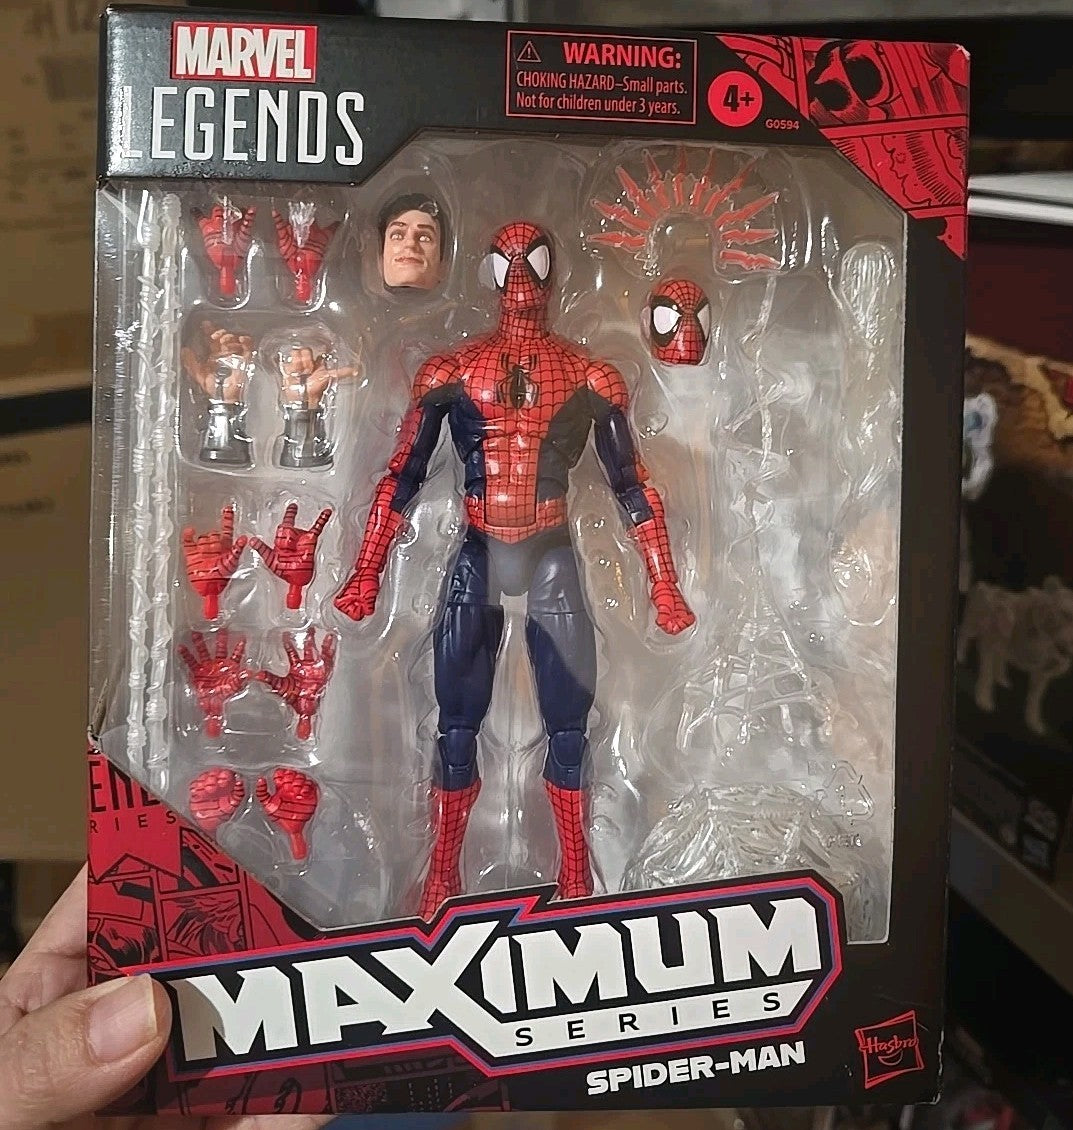 MARVEL
LEGENDS
WARNING:
CHOKING HAZARD–Small parts.
Not for children under 3 years.
4+
G0594
MAXIMUM
SERIES
SPIDER-MAN
Hasbro